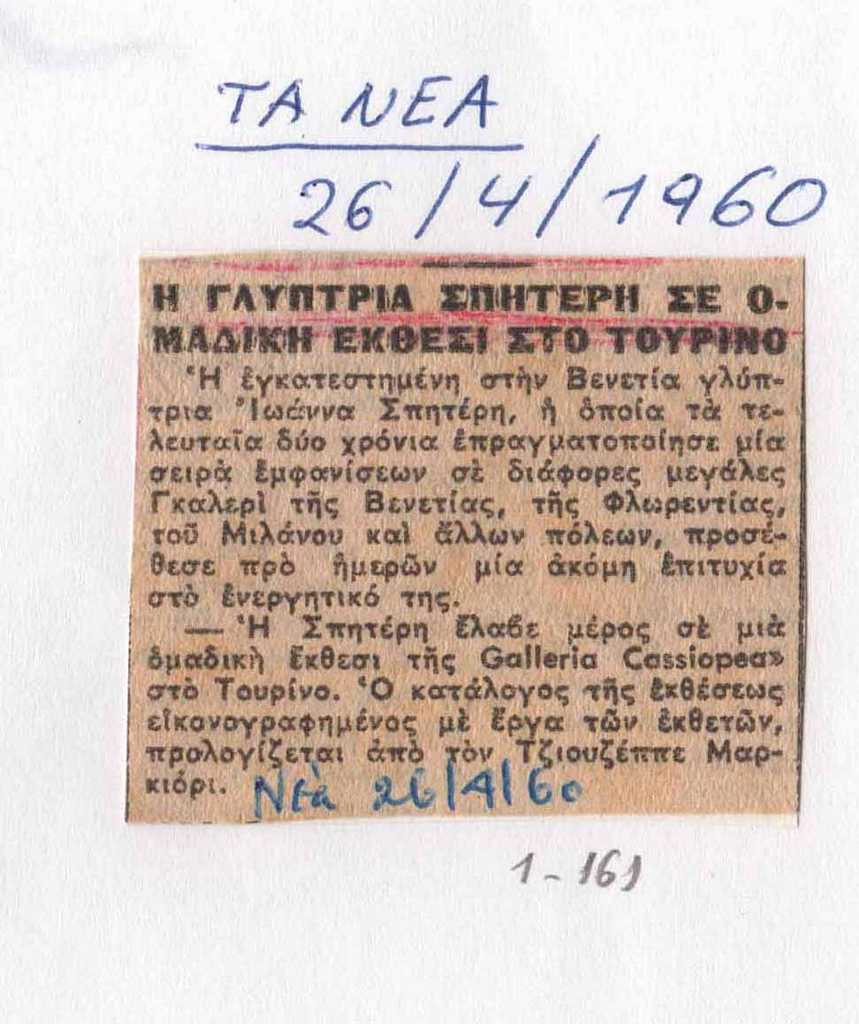 ΤΑ ΝΕΑ
26/4/1960
Η ΓΛΥΠΤΡΙΑ ΣΠΗΤΕΡΗ ΣΕ Ο-
ΜΑΔΙΚΗ ΕΚΘΕΣΙ ΣΤΟ ΤΟΥΡΙΝΟ
Ἡ ἐγκατεστημένη στὴν Βενετία γλύπ-
τρια Ἰωάννα Σπητέρη, ἡ ὁποία τὰ τε-
λευταῖα δύο χρόνια ἐπραγματοποίησε μία
σειρὰ ἐμφανίσεων σὲ διάφορες μεγάλες
Γκαλερὶ τῆς Βενετίας, τῆς Φλωρεντίας,
τοῦ Μιλάνου καὶ ἄλλων πόλεων, προσέ-
θεσε πρὸ ἡμερῶν μία ἀκόμη ἐπιτυχία
στὸ ἐνεργητικό της.
— Ἡ Σπητέρη ἔλαβε μέρος σὲ μιὰ
ὁμαδικὴ ἔκθεσι τῆς Galleria Cassiopea»
στὸ Τουρίνο. Ὁ κατάλογος τῆς ἐκθέσεως
εἰκονογραφημένος μὲ ἔργα τῶν ἐκθετῶν,
προλογίζεται ἀπὸ τὸν Τζιουζέππε Μαρ-
κιόρι.
Νέα 26/4/60
1-161